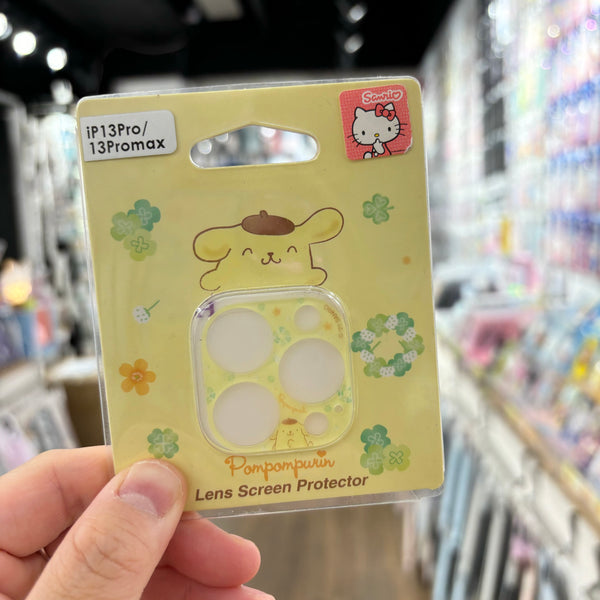 iP13Pro/
13Promax
Sanrio
Pompompurin
Lens Screen Protector